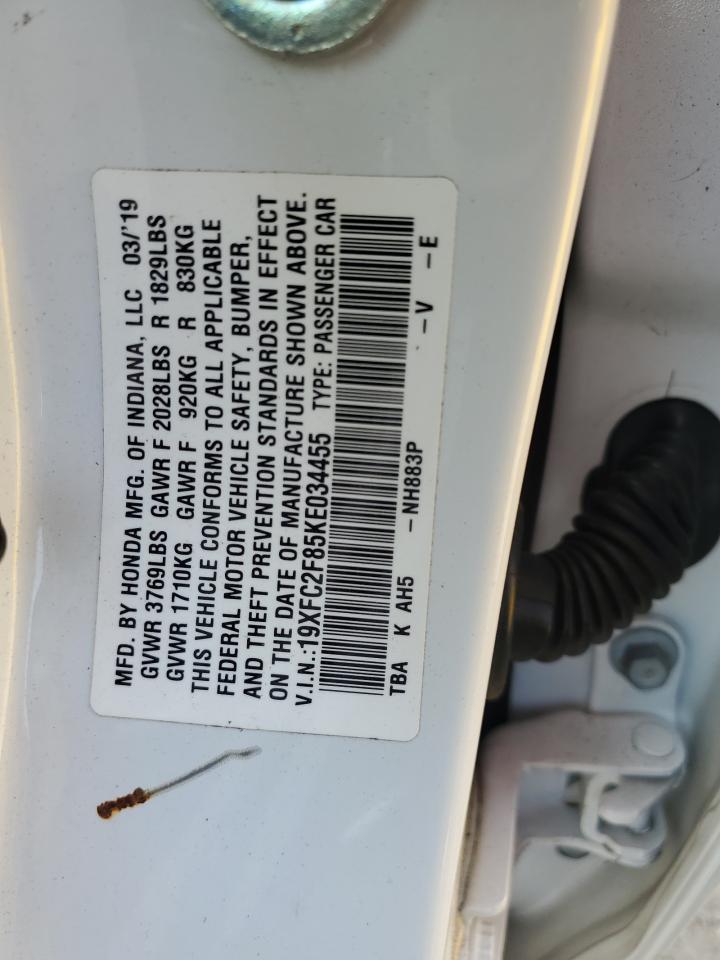 MFD. BY HONDA MFG. OF INDIANA, LLC 03/'19
GVWR 3769LBS GAWR F 2028LBS R 1829LBS
GVWR 1710KG GAWR F 920KG R 830KG
THIS VEHICLE CONFORMS TO ALL APPLICABLE
FEDERAL MOTOR VEHICLE SAFETY, BUMPER,
AND THEFT PREVENTION STANDARDS IN EFFECT
ON THE DATE OF MANUFACTURE SHOWN ABOVE.
V.I.N.:19XFC2F85KE034455 TYPE: PASSENGER CAR
TBA K AH5 –NH883P –V –E